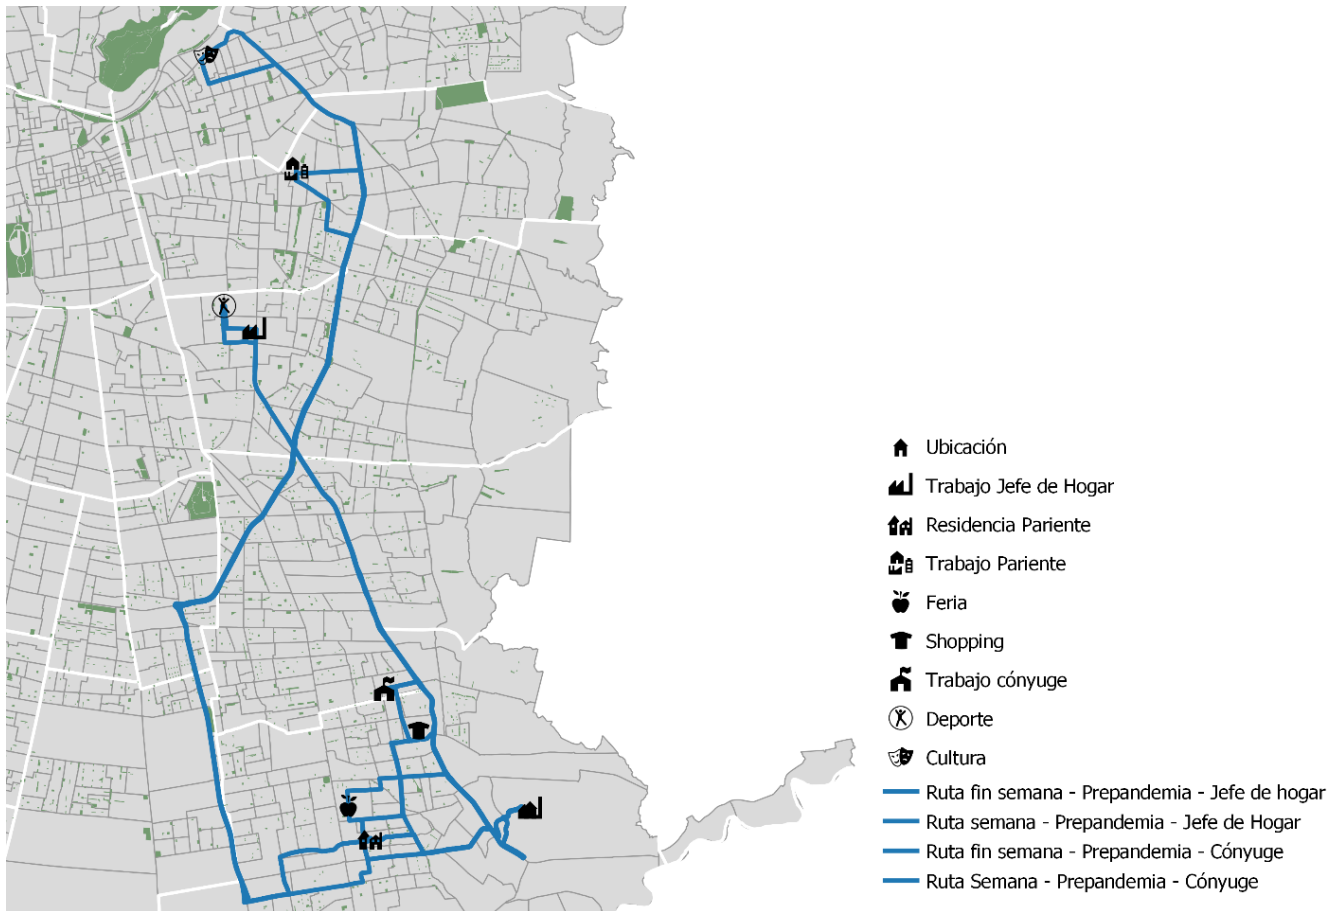 Ubicación
Trabajo Jefe de Hogar
Residencia Pariente
Trabajo Pariente
Feria
Shopping
Trabajo cónyuge
Deporte
Cultura
Ruta fin semana - Prepandemia - Jefe de hogar
Ruta semana - Prepandemia - Jefe de Hogar
Ruta fin semana - Prepandemia - Cónyuge
Ruta Semana - Prepandemia - Cónyuge